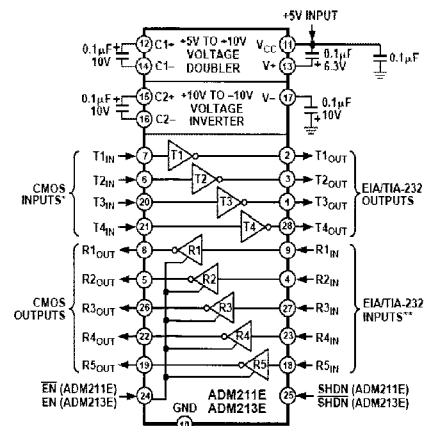 +5V INPUT
0.1μF
10V
12 C1+ +5V TO +10V VCC 11
14 C1− VOLTAGE DOUBLER V+ 13
0.1μF
6.3V
0.1μF
0.1μF
10V
15 C2+ +10V TO −10V V− 17
16 C2− VOLTAGE INVERTER
0.1μF
10V
CMOS INPUTS*
T1IN 7 T1 2 T1OUT
T2IN 6 T2 3 T2OUT
T3IN 20 T3 1 T3OUT
T4IN 21 T4 28 T4OUT
EIA/TIA-232 OUTPUTS
CMOS OUTPUTS
R1OUT 8 R1 9 R1IN
R2OUT 5 R2 4 R2IN
R3OUT 26 R3 27 R3IN
R4OUT 22 R4 23 R4IN
R5OUT 19 R5 18 R5IN
EIA/TIA-232 INPUTS**
EN (ADM211E)
EN (ADM213E)
24
ADM211E
ADM213E
25
SHDN (ADM211E)
SHDN (ADM213E)
GND